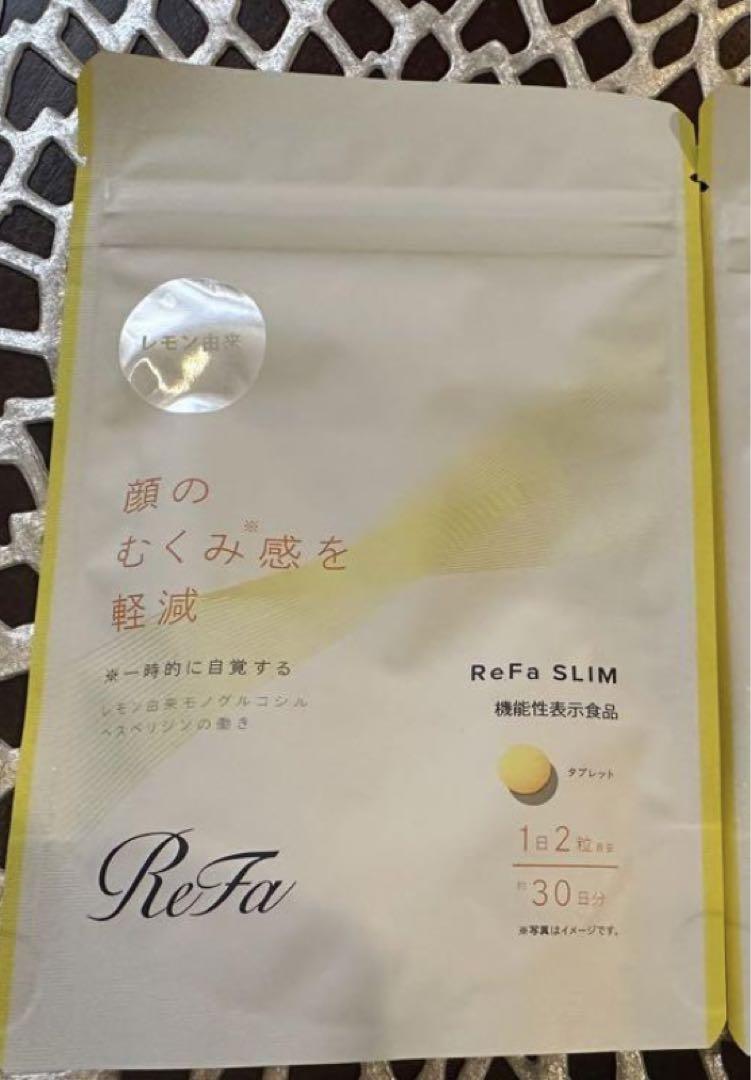 レモン由来
顔の
むくみ※感を
軽減
※一時的に自覚する
レモン由来モノグルコシル
ヘスペリジンの働き
ReFa SLIM
機能性表示食品
タブレット
1日2粒目安
約30日分
※写真はイメージです。
ReFa